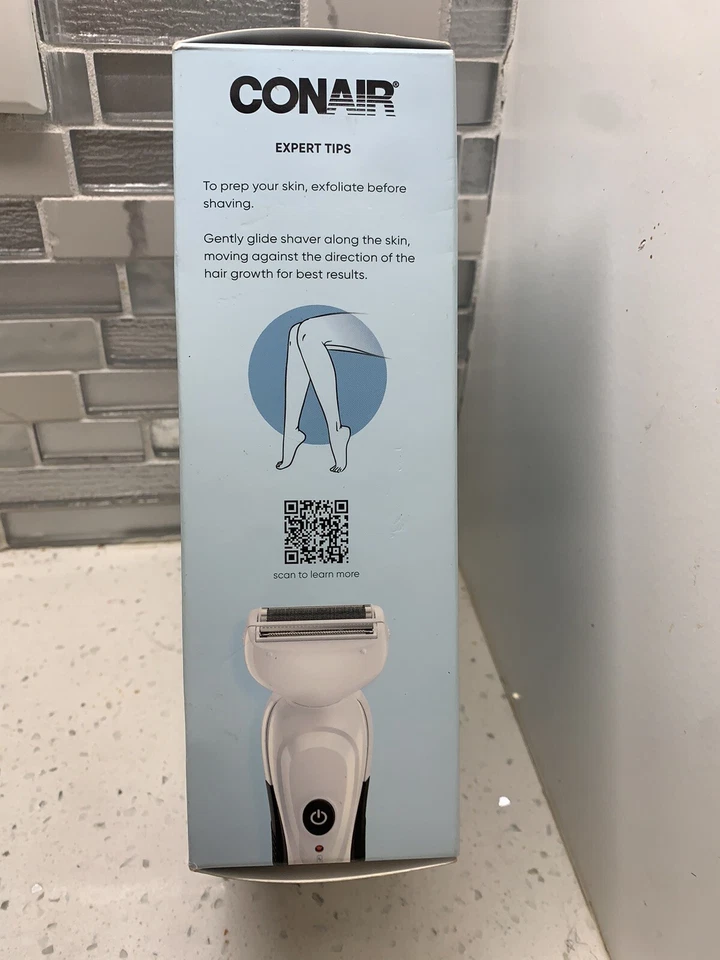 CONAIR®
EXPERT TIPS
To prep your skin, exfoliate before
shaving.
Gently glide shaver along the skin,
moving against the direction of the
hair growth for best results.
scan to learn more